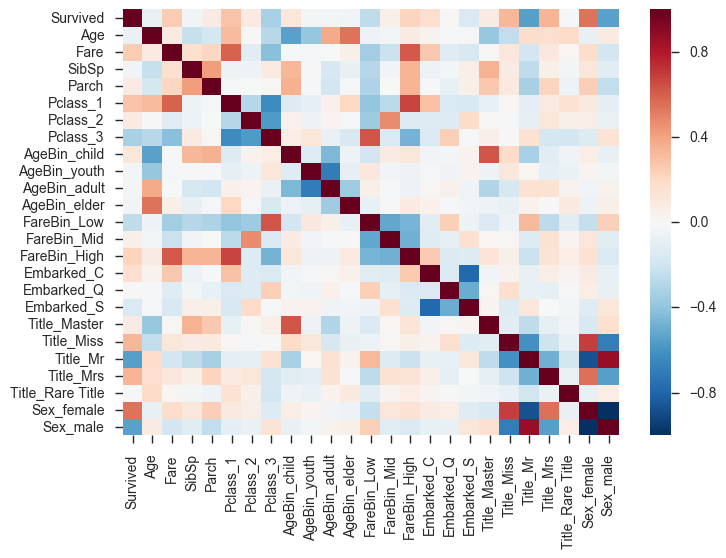 Survived
Age
Fare
SibSp
Parch
Pclass_1
Pclass_2
Pclass_3
AgeBin_child
AgeBin_youth
AgeBin_adult
AgeBin_elder
FareBin_Low
FareBin_Mid
FareBin_High
Embarked_C
Embarked_Q
Embarked_S
Title_Master
Title_Miss
Title_Mr
Title_Mrs
Title_Rare Title
Sex_female
Sex_male
Survived
Age
Fare
SibSp
Parch
Pclass_1
Pclass_2
Pclass_3
AgeBin_child
AgeBin_youth
AgeBin_adult
AgeBin_elder
FareBin_Low
FareBin_Mid
FareBin_High
Embarked_C
Embarked_Q
Embarked_S
Title_Master
Title_Miss
Title_Mr
Title_Mrs
Title_Rare Title
Sex_female
Sex_male
0.8
0.4
0.0
−0.4
−0.8